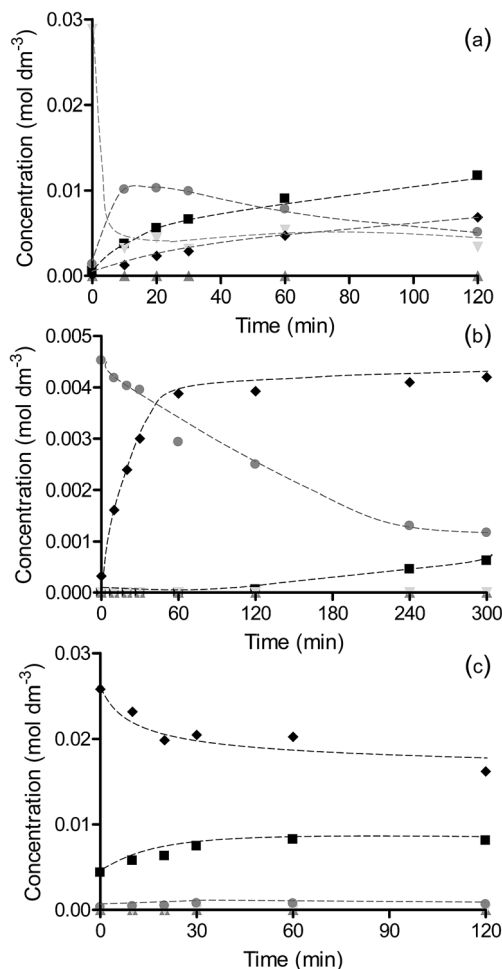 (a)
Concentration (mol dm⁻³)
0.03
0.02
0.01
0.00
0 20 40 60 80 100 120
Time (min)
(b)
Concentration (mol dm⁻³)
0.005
0.004
0.003
0.002
0.001
0.000
0 60 120 180 240 300
Time (min)
(c)
Concentration (mol dm⁻³)
0.03
0.02
0.01
0.00
0 30 60 90 120
Time (min)